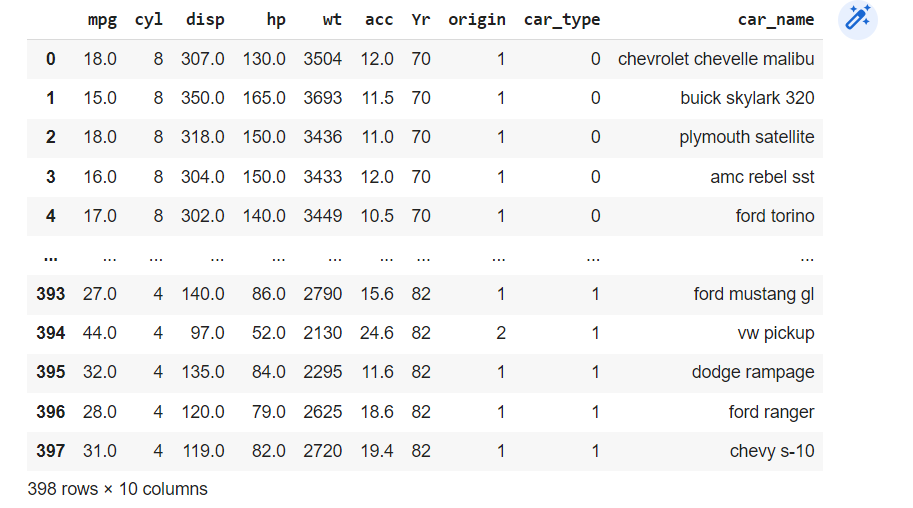 mpg cyl disp hp wt acc Yr origin car_type car_name
0 18.0 8 307.0 130.0 3504 12.0 70 1 0 chevrolet chevelle malibu
1 15.0 8 350.0 165.0 3693 11.5 70 1 0 buick skylark 320
2 18.0 8 318.0 150.0 3436 11.0 70 1 0 plymouth satellite
3 16.0 8 304.0 150.0 3433 12.0 70 1 0 amc rebel sst
4 17.0 8 302.0 140.0 3449 10.5 70 1 0 ford torino
... ... ... ... ... ... ... ... ... ... ...
393 27.0 4 140.0 86.0 2790 15.6 82 1 1 ford mustang gl
394 44.0 4 97.0 52.0 2130 24.6 82 2 1 vw pickup
395 32.0 4 135.0 84.0 2295 11.6 82 1 1 dodge rampage
396 28.0 4 120.0 79.0 2625 18.6 82 1 1 ford ranger
397 31.0 4 119.0 82.0 2720 19.4 82 1 1 chevy s-10
398 rows × 10 columns